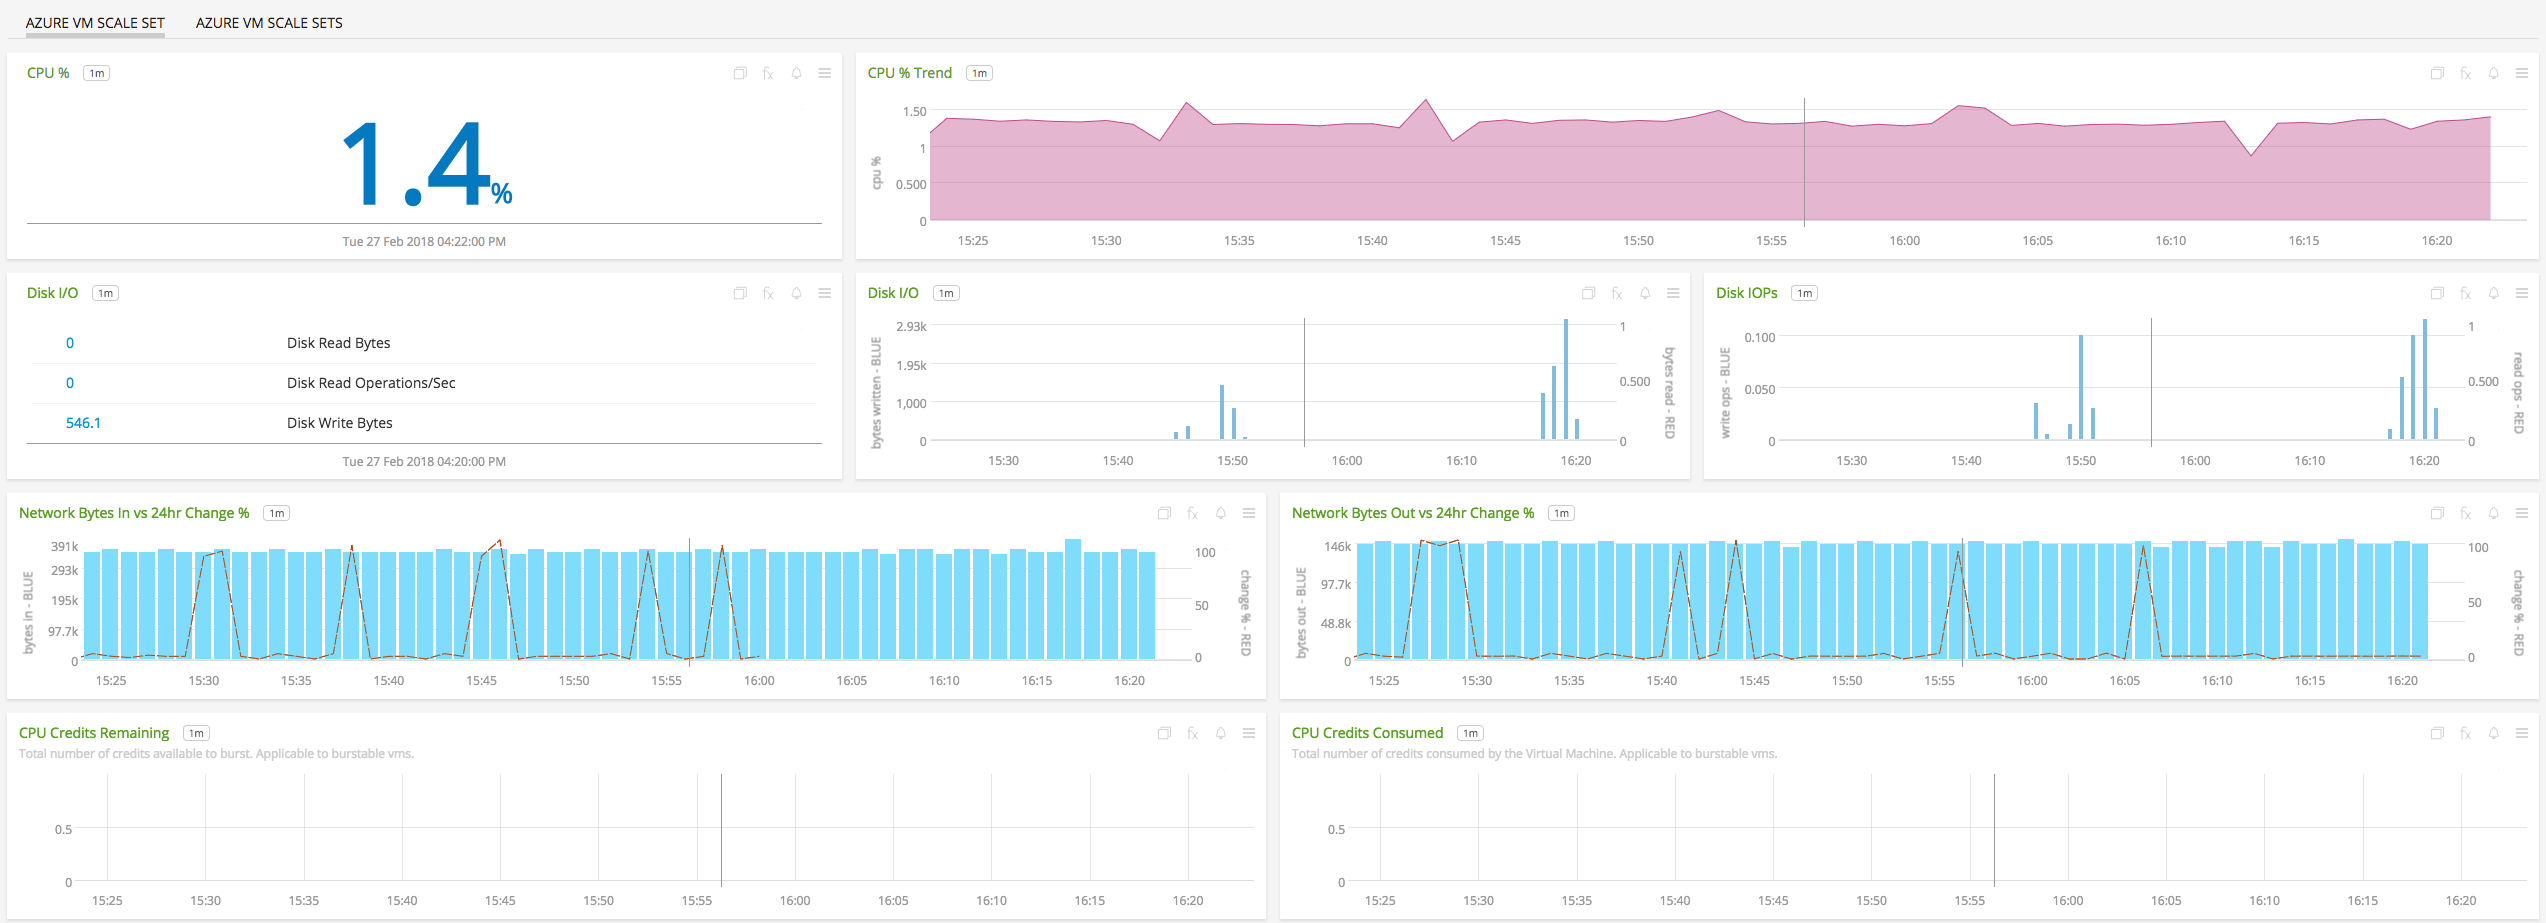 AZURE VM SCALE SET AZURE VM SCALE SETS
CPU % 1m fx
1.4%
Tue 27 Feb 2018 04:22:00 PM
CPU % Trend 1m fx
cpu %
1.50
1
0.500
0
15:25 15:30 15:35 15:40 15:45 15:50 15:55 16:00 16:05 16:10 16:15 16:20
Disk I/O 1m fx
0 Disk Read Bytes
0 Disk Read Operations/Sec
546.1 Disk Write Bytes
Tue 27 Feb 2018 04:20:00 PM
Disk I/O 1m fx
bytes written - BLUE
2.93k
1.95k
1,000
0
1
0.500
0
bytes read - RED
15:30 15:40 15:50 16:00 16:10 16:20
Disk IOPs 1m fx
write ops - BLUE
0.100
0.050
0
1
0.500
0
read ops - RED
15:30 15:40 15:50 16:00 16:10 16:20
Network Bytes In vs 24hr Change % 1m fx
bytes in - BLUE
391k
293k
195k
97.7k
0
100
50
0
change % - RED
15:25 15:30 15:35 15:40 15:45 15:50 15:55 16:00 16:05 16:10 16:15 16:20
Network Bytes Out vs 24hr Change % 1m fx
bytes out - BLUE
146k
97.7k
48.8k
0
100
50
0
change % - RED
15:25 15:30 15:35 15:40 15:45 15:50 15:55 16:00 16:05 16:10 16:15 16:20
CPU Credits Remaining 1m fx
Total number of credits available to burst. Applicable to burstable vms.
0.5
0
15:25 15:30 15:35 15:40 15:45 15:50 15:55 16:00 16:05 16:10 16:15 16:20
CPU Credits Consumed 1m fx
Total number of credits consumed by the Virtual Machine. Applicable to burstable vms.
0.5
0
15:25 15:30 15:35 15:40 15:45 15:50 15:55 16:00 16:05 16:10 16:15 16:20